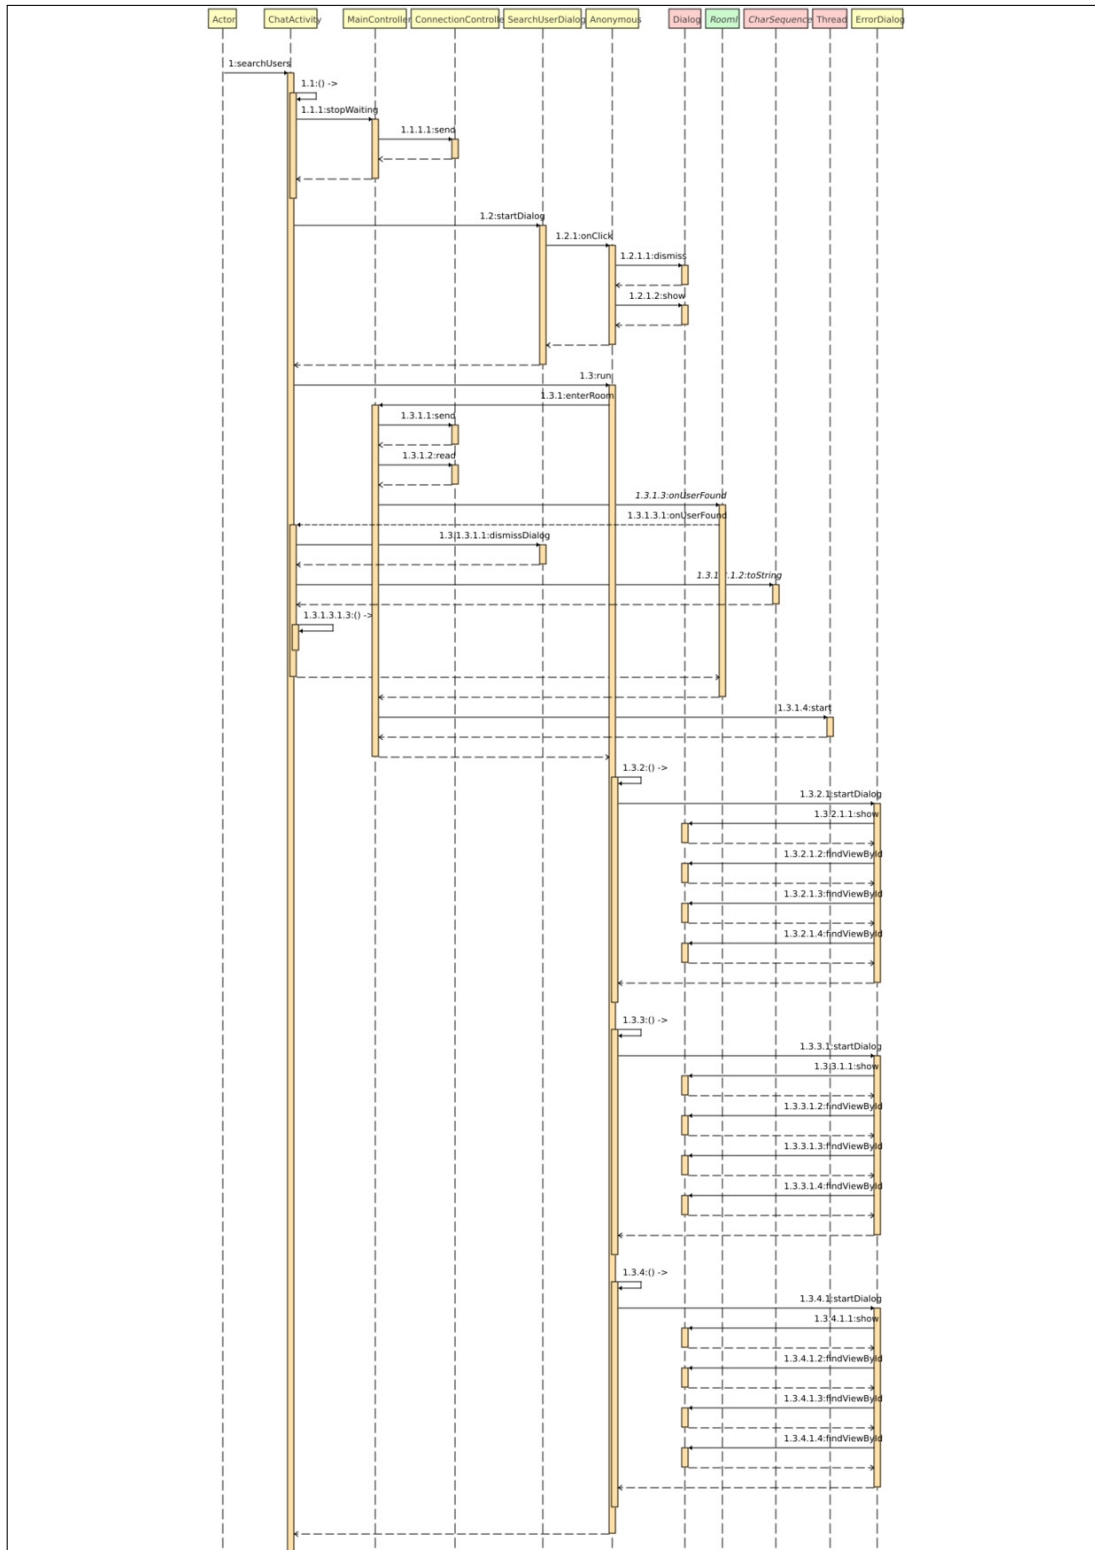 Actor ChatActivity MainController ConnectionControlle SearchUserDialog Anonymous Dialog RoomI CharSequence Thread ErrorDialog
1:searchUsers
1.1:() ->
1.1.1:stopWaiting
1.1.1.1:send
1.2:startDialog
1.2.1:onClick
1.2.1.1:dismiss
1.2.1.2:show
1.3:run
1.3.1:enterRoom
1.3.1.1:send
1.3.1.2:read
1.3.1.3:onUserFound
1.3.1.3.1:onUserFound
1.3.1.3.1.1:dismissDialog
1.3.1.3.1.2:toString
1.3.1.3.1.3:() ->
1.3.1.4:start
1.3.2:() ->
1.3.2.1:startDialog
1.3.2.1.1:show
1.3.2.1.2:findViewById
1.3.2.1.3:findViewById
1.3.2.1.4:findViewById
1.3.3:() ->
1.3.3.1:startDialog
1.3.3.1.1:show
1.3.3.1.2:findViewById
1.3.3.1.3:findViewById
1.3.3.1.4:findViewById
1.3.4:() ->
1.3.4.1:startDialog
1.3.4.1.1:show
1.3.4.1.2:findViewById
1.3.4.1.3:findViewById
1.3.4.1.4:findViewById